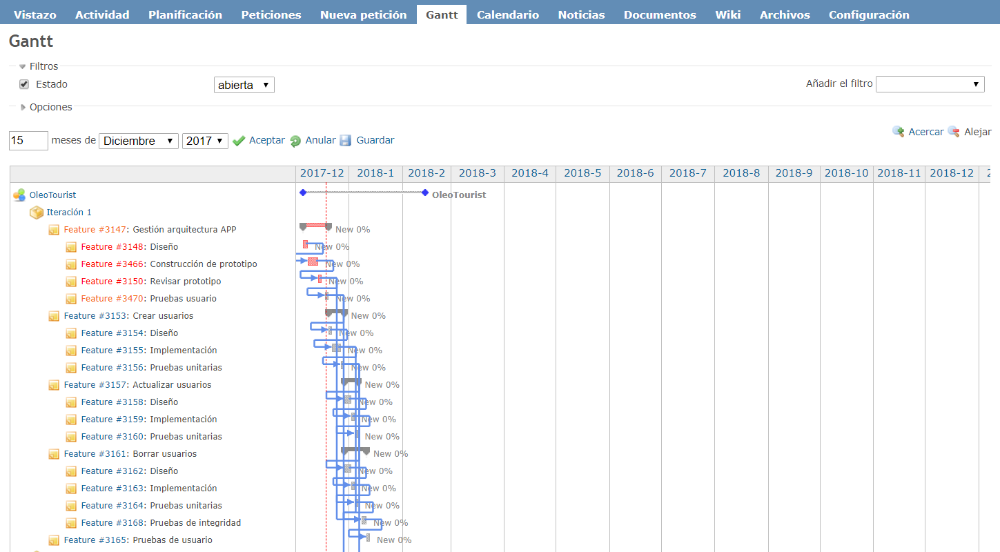 Vistazo Actividad Planificación Peticiones Nueva petición Gantt Calendario Noticias Documentos Wiki Archivos Configuración
Gantt
Filtros
Estado abierta Añadir el filtro
Opciones
15 meses de Diciembre 2017 Aceptar Anular Guardar Acercar Alejar
2017-12 2018-1 2018-2 2018-3 2018-4 2018-5 2018-6 2018-7 2018-8 2018-9 2018-10 2018-11 2018-12 2
OleoTourist OleoTourist
Iteración 1
Feature #3147: Gestión arquitectura APP New 0%
Feature #3148: Diseño New 0%
Feature #3466: Construcción de prototipo New 0%
Feature #3150: Revisar prototipo New 0%
Feature #3470: Pruebas usuario New 0%
Feature #3153: Crear usuarios New 0%
Feature #3154: Diseño New 0%
Feature #3155: Implementación New 0%
Feature #3156: Pruebas unitarias New 0%
Feature #3157: Actualizar usuarios New 0%
Feature #3158: Diseño New 0%
Feature #3159: Implementación New 0%
Feature #3160: Pruebas unitarias New 0%
Feature #3161: Borrar usuarios New 0%
Feature #3162: Diseño New 0%
Feature #3163: Implementación New 0%
Feature #3164: Pruebas unitarias New 0%
Feature #3168: Pruebas de integridad New 0%
Feature #3165: Pruebas de usuario New 0%